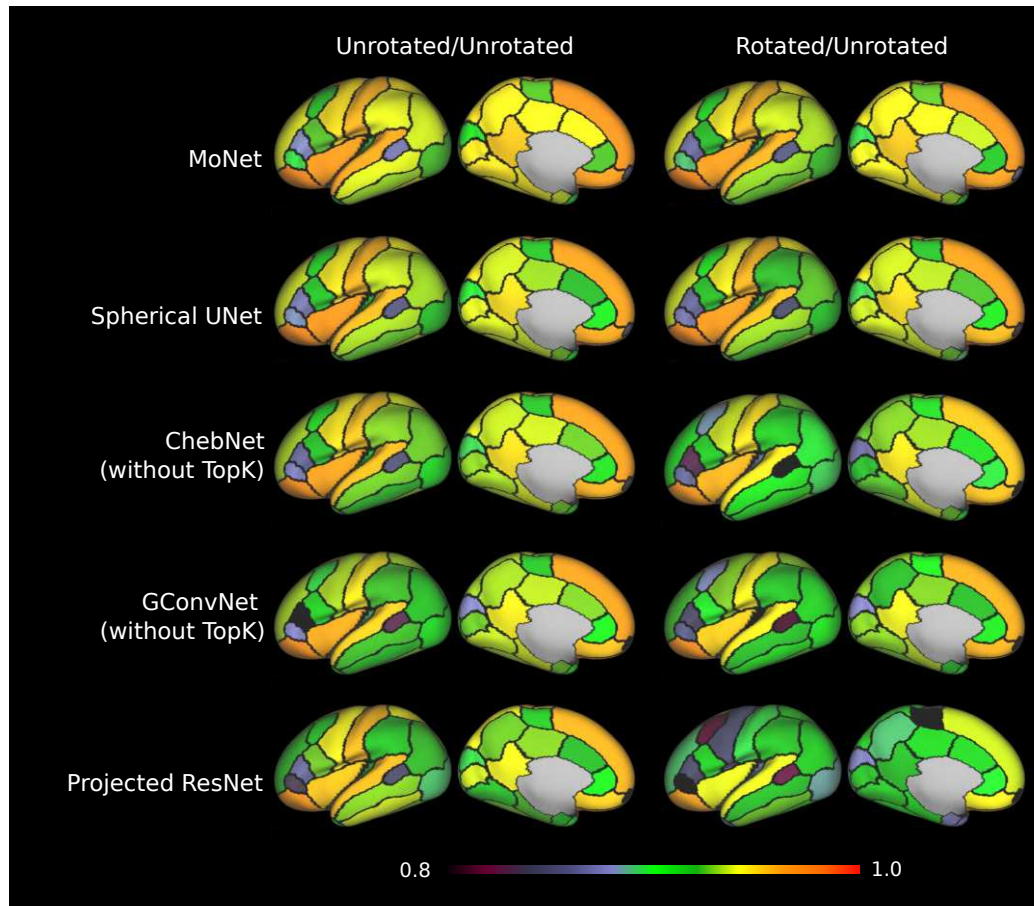 Unrotated/Unrotated
Rotated/Unrotated
MoNet
Spherical UNet
ChebNet
(without TopK)
GConvNet
(without TopK)
Projected ResNet
0.8
1.0